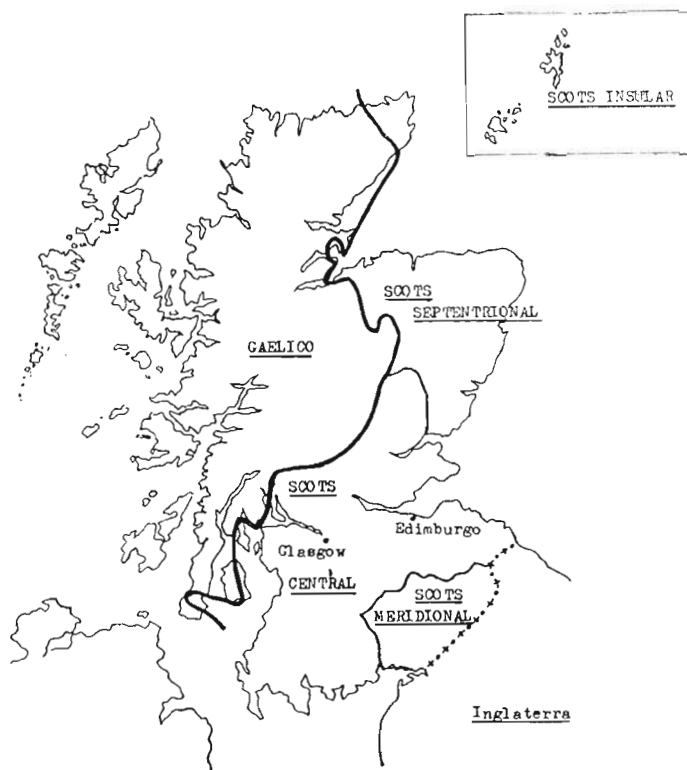 SCOTS INSULAR
SCOTS
SEPTENTRIONAL
GAELICO
SCOTS
Edimburgo
Glasgow
CENTRAL
SCOTS
MERIDIONAL
Inglaterra